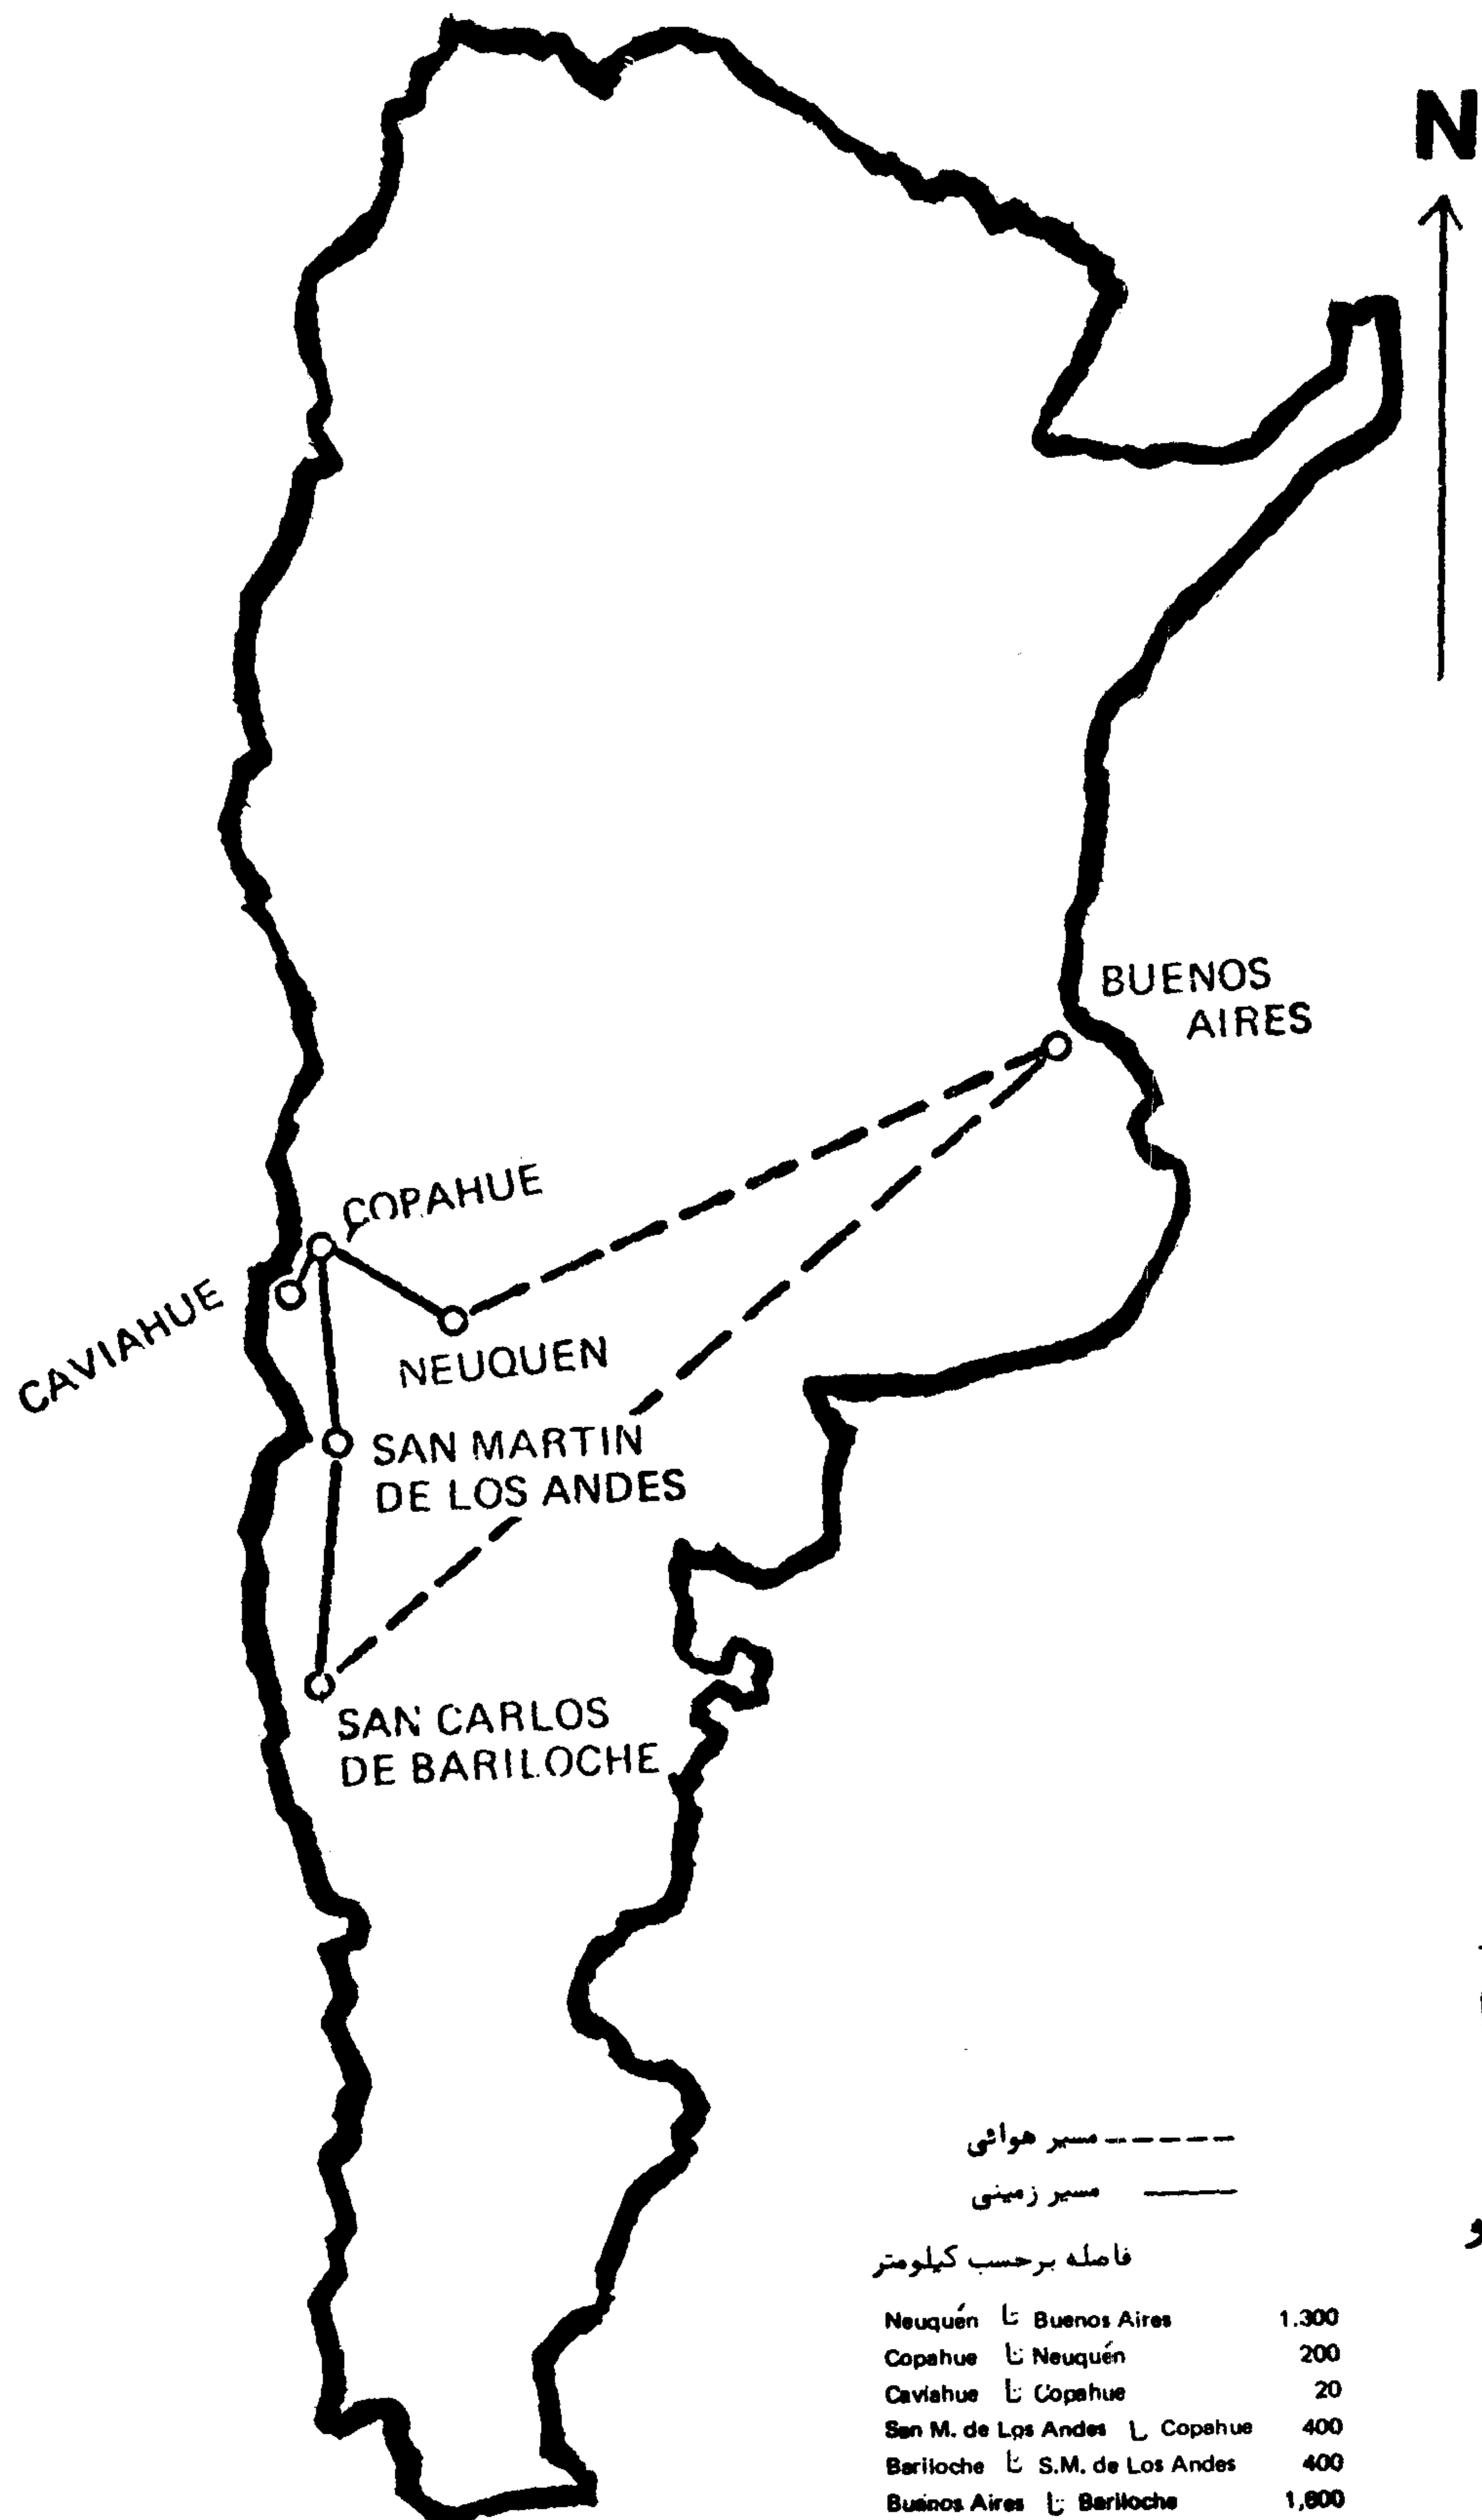 N
BUENOS
AIRES
COPAHUE
CAVIAHUE
NEUQUEN
SAN MARTIN
DE LOS ANDES
SAN CARLOS
DE BARILOCHE
مسیر هوائی
مسیر زمینی
فاصله برحسب کیلومتر
Neuquén تا Buenos Aires 1.300
Copahue تا Neuquén 200
Caviahue تا Copahue 20
San M. de Los Andes تا Copahue 400
Bariloche تا S.M. de Los Andes 400
Buenos Aires تا Bariloche